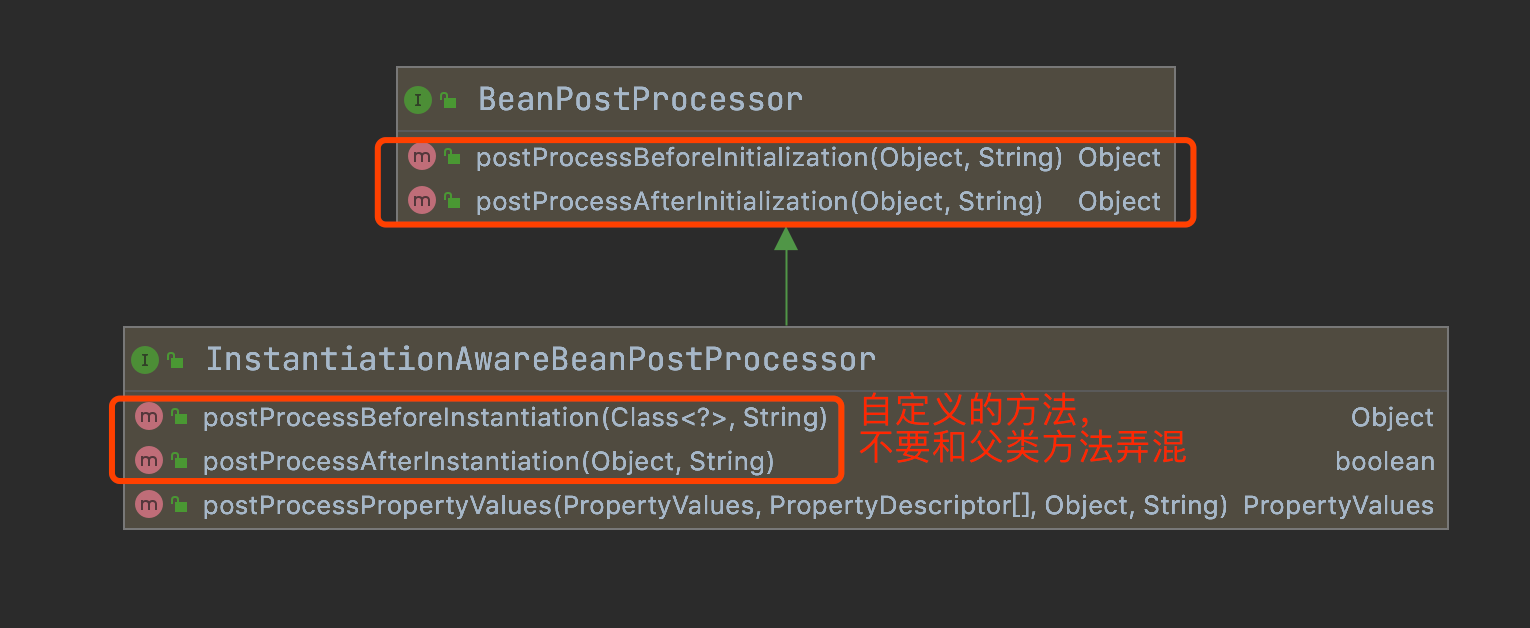 BeanPostProcessor
postProcessBeforeInitialization(Object, String) Object
postProcessAfterInitialization(Object, String) Object
InstantiationAwareBeanPostProcessor
postProcessBeforeInstantiation(Class<?>, String) Object
自定义的方法,
不要和父类方法弄混
postProcessAfterInstantiation(Object, String) boolean
postProcessPropertyValues(PropertyValues, PropertyDescriptor[], Object, String) PropertyValues